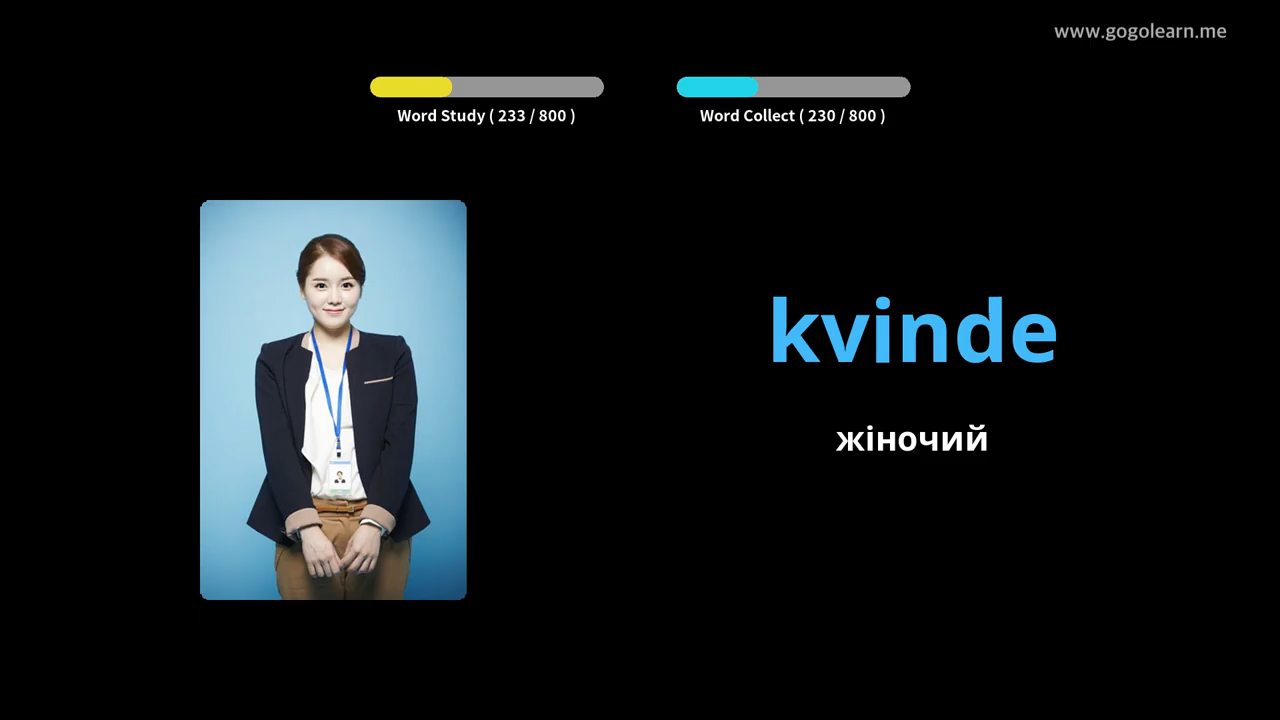 www.gogolearn.me
Word Study ( 233 / 800 )
Word Collect ( 230 / 800 )
kvinde
жіночий